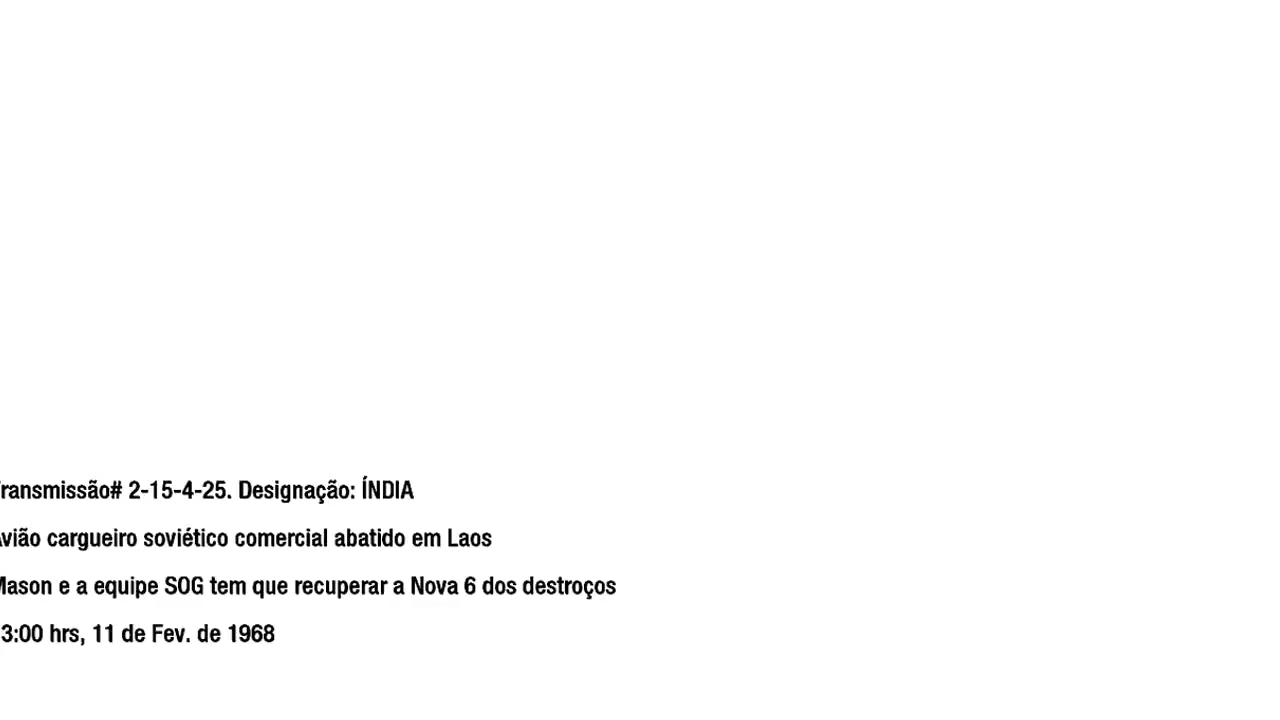 ransmissão# 2-15-4-25. Designação: ÍNDIA
Avião cargueiro soviético comercial abatido em Laos
Mason e a equipe SOG tem que recuperar a Nova 6 dos destroços
3:00 hrs, 11 de Fev. de 1968